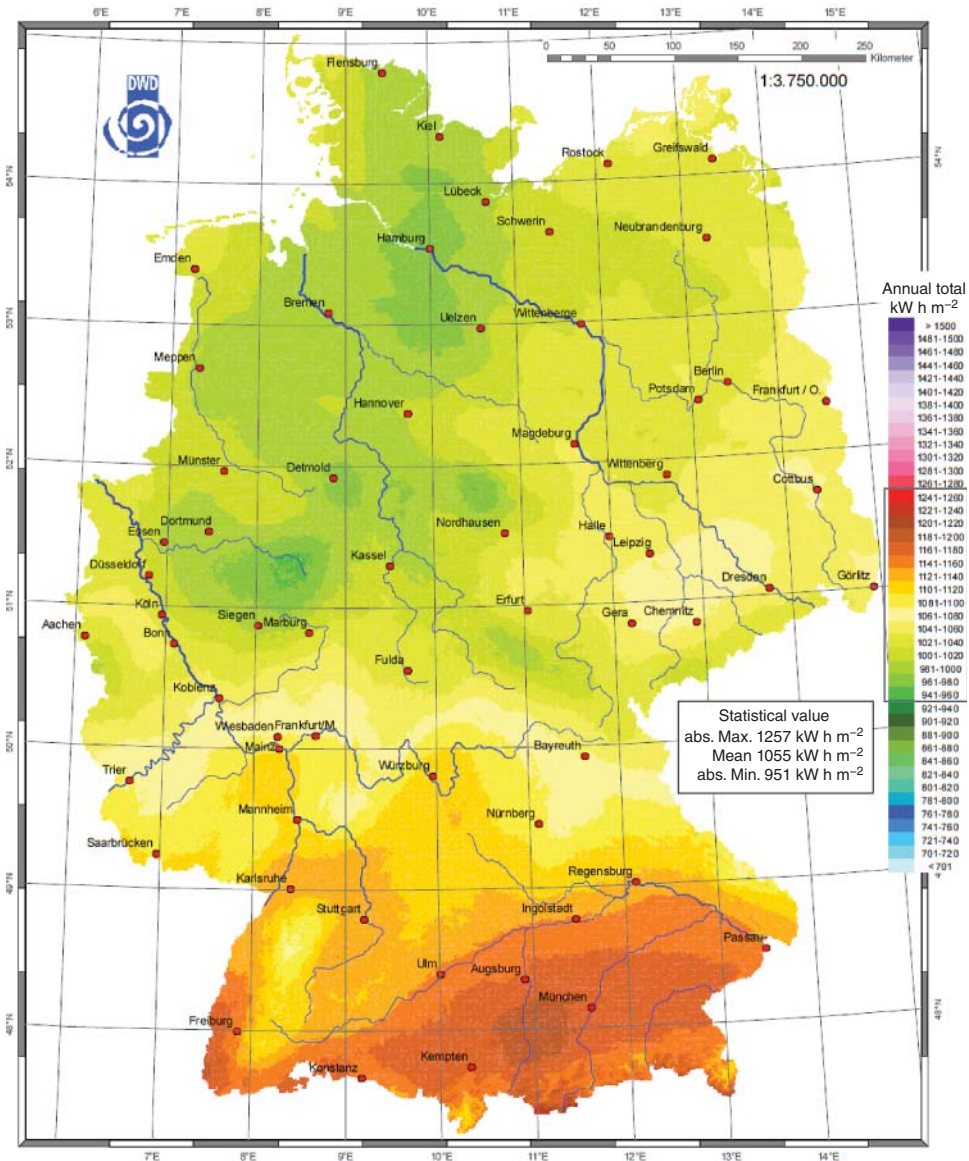 6°E 7°E 8°E 9°E 10°E 11°E 12°E 13°E 14°E 15°E
0 50 100 150 200 250 Kilometer
1:3.750.000
DWD
Flensburg
Kiel
Rostock
Greifswald
54°N
54°N
Lübeck
Schwerin
Neubrandenburg
Hamburg
Emden
Bremen
Uelzen
Wittenberge
53°N
Meppen
Berlin
Potsdam
Frankfurt / O.
Hannover
Magdeburg
52°N
Münster
Detmold
Wittenberg
Cottbus
Dortmund
Essen
Nordhausen
Halle
Leipzig
Düsseldorf
Kassel
Dresden
Görlitz
51°N
Köln
Erfurt
Gera
Chemnitz
Aachen
Siegen
Marburg
Bonn
Fulda
Koblenz
Wiesbaden
Frankfurt/M.
50°N
Mainz
Bayreuth
Trier
Würzburg
Mannheim
Nürnberg
Saarbrücken
49°N
Karlsruhe
Regensburg
Stuttgart
Ingolstadt
Passau
Ulm
Augsburg
München
48°N
48°N
Freiburg
Konstanz
Kempten
7°E 8°E 9°E 10°E 11°E 12°E 13°E 14°E
Annual total
kW h m⁻²
> 1500
1481-1500
1461-1480
1441-1460
1421-1440
1401-1420
1381-1400
1361-1380
1341-1360
1321-1340
1301-1320
1281-1300
1261-1280
1241-1260
1221-1240
1201-1220
1181-1200
1161-1180
1141-1160
1121-1140
1101-1120
1081-1100
1061-1080
1041-1060
1021-1040
1001-1020
981-1000
961-980
941-960
921-940
901-920
881-900
861-880
841-860
821-840
801-820
781-800
761-780
741-760
721-740
701-720
<701
Statistical value
abs. Max. 1257 kW h m⁻²
Mean 1055 kW h m⁻²
abs. Min. 951 kW h m⁻²